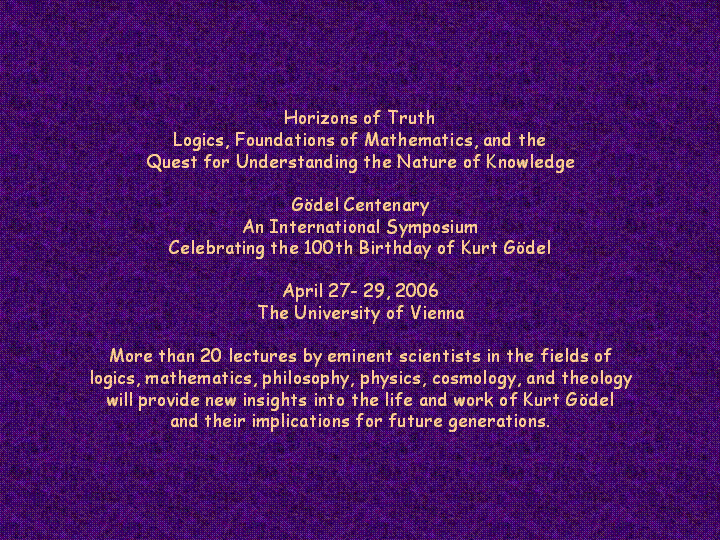 Horizons of Truth
Logics, Foundations of Mathematics, and the
Quest for Understanding the Nature of Knowledge
Gödel Centenary
An International Symposium
Celebrating the 100th Birthday of Kurt Gödel
April 27- 29, 2006
The University of Vienna
More than 20 lectures by eminent scientists in the fields of
logics, mathematics, philosophy, physics, cosmology, and theology
will provide new insights into the life and work of Kurt Gödel
and their implications for future generations.